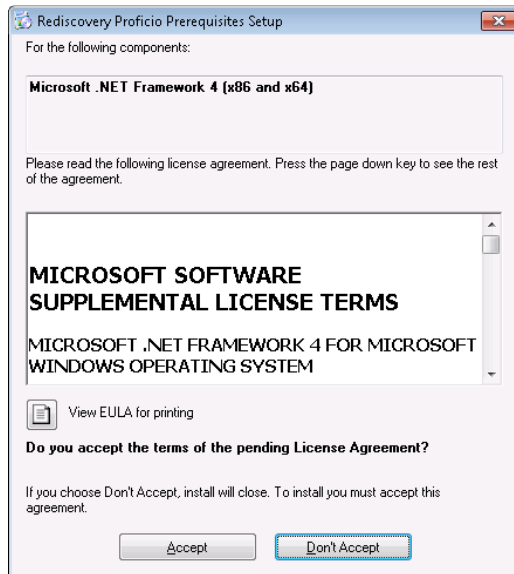 Rediscovery Proficio Prerequisites Setup
For the following components:
Microsoft .NET Framework 4 (x86 and x64)
Please read the following license agreement. Press the page down key to see the rest
of the agreement.
MICROSOFT SOFTWARE
SUPPLEMENTAL LICENSE TERMS
MICROSOFT .NET FRAMEWORK 4 FOR MICROSOFT
WINDOWS OPERATING SYSTEM
View EULA for printing
Do you accept the terms of the pending License Agreement?
If you choose Don't Accept, install will close. To install you must accept this
agreement.
Accept
Don't Accept